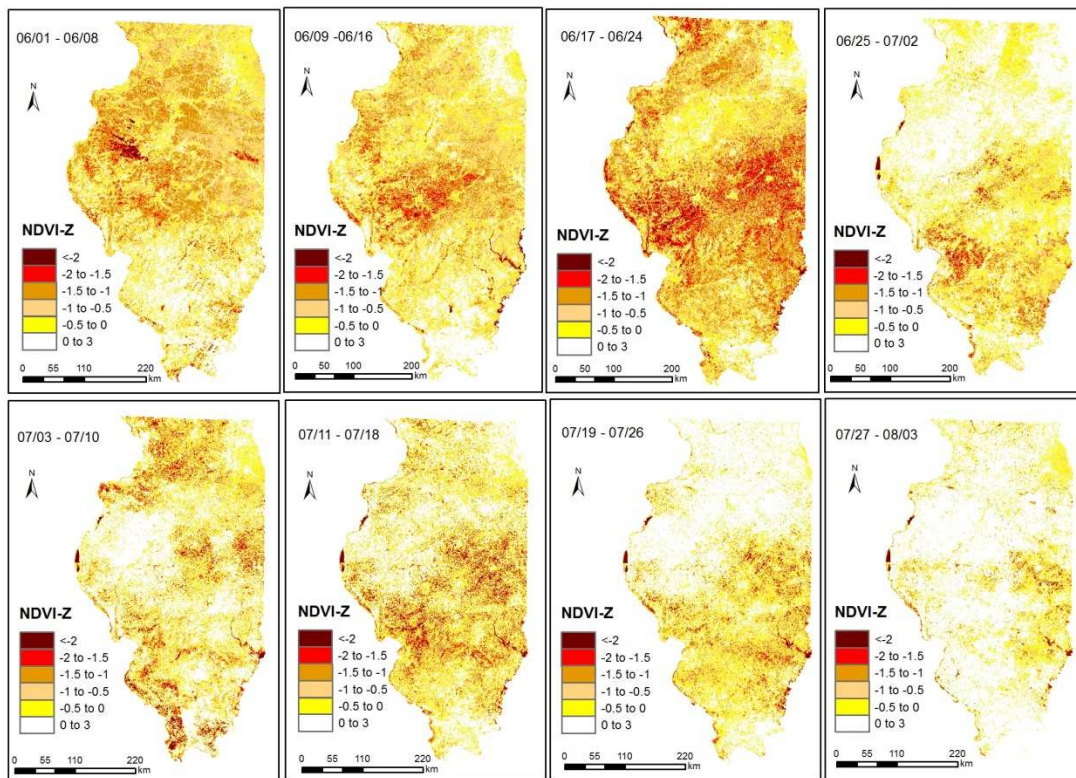 06/01 - 06/08
N
NDVI-Z
<-2
-2 to -1.5
-1.5 to -1
-1 to -0.5
-0.5 to 0
0 to 3
0 55 110 220
km
06/09 -06/16
N
NDVI-Z
<-2
-2 to -1.5
-1.5 to -1
-1 to -0.5
-0.5 to 0
0 to 3
0 50 100 200
km
06/17 - 06/24
N
NDVI-Z
<-2
-2 to -1.5
-1.5 to -1
-1 to -0.5
-0.5 to 0
0 to 3
0 50 100 200
km
06/25 - 07/02
N
NDVI-Z
<-2
-2 to -1.5
-1.5 to -1
-1 to -0.5
-0.5 to 0
0 to 3
0 50 100 200
km
07/03 - 07/10
N
NDVI-Z
<-2
-2 to -1.5
-1.5 to -1
-1 to -0.5
-0.5 to 0
0 to 3
0 55 110 220
km
07/11 - 07/18
N
NDVI-Z
<-2
-2 to -1.5
-1.5 to -1
-1 to -0.5
-0.5 to 0
0 to 3
0 55 110 220
km
07/19 - 07/26
N
NDVI-Z
<-2
-2 to -1.5
-1.5 to -1
-1 to -0.5
-0.5 to 0
0 to 3
0 55 110 220
km
07/27 - 08/03
N
NDVI-Z
<-2
-2 to -1.5
-1.5 to -1
-1 to -0.5
-0.5 to 0
0 to 3
0 55 110 220
km